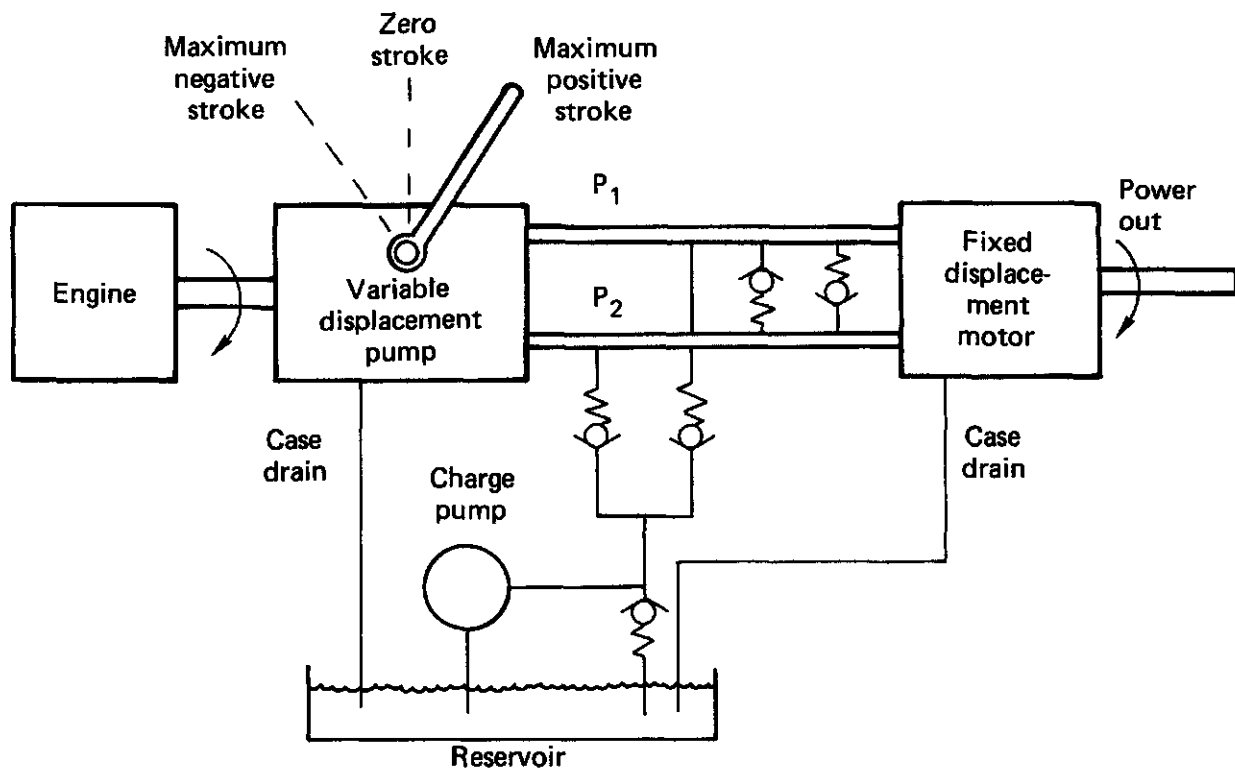 Maximum
negative
stroke
Zero
stroke
Maximum
positive
stroke
P1
P2
Power
out
Engine
Variable
displacement
pump
Fixed
displace-
ment
motor
Case
drain
Charge
pump
Case
drain
Reservoir